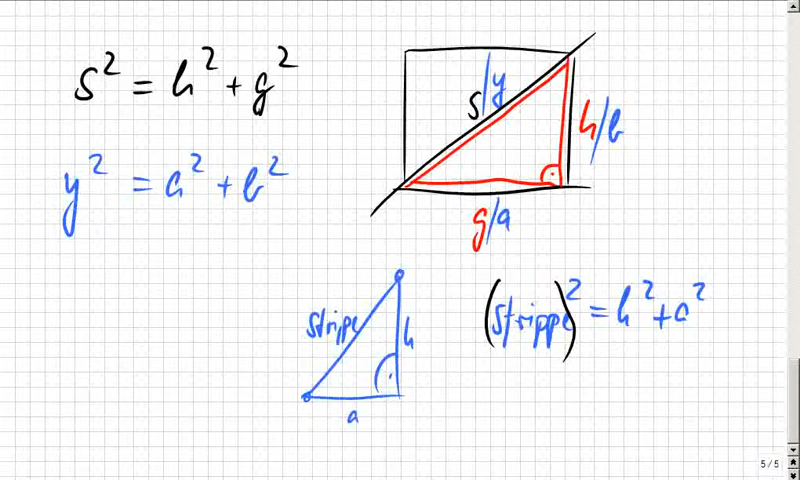 s² = h² + g²
s/y
h/b
y² = a² + b²
g/a
strippe
h
(strippe)² = h² + a²
a
5/5